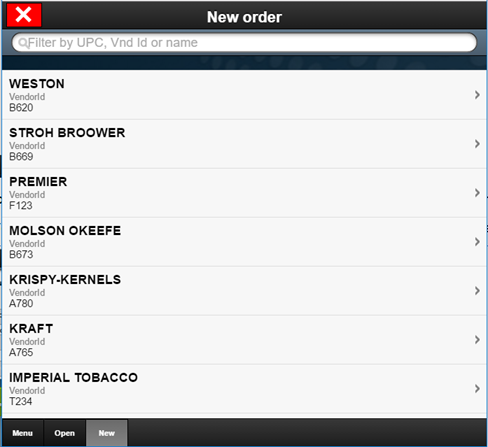 New order
Filter by UPC, Vnd Id or name
WESTON
VendorId
B620
STROH BROOWER
VendorId
B669
PREMIER
VendorId
F123
MOLSON OKEEFE
VendorId
B673
KRISPY-KERNELS
VendorId
A780
KRAFT
VendorId
A765
IMPERIAL TOBACCO
VendorId
T234
Menu Open New